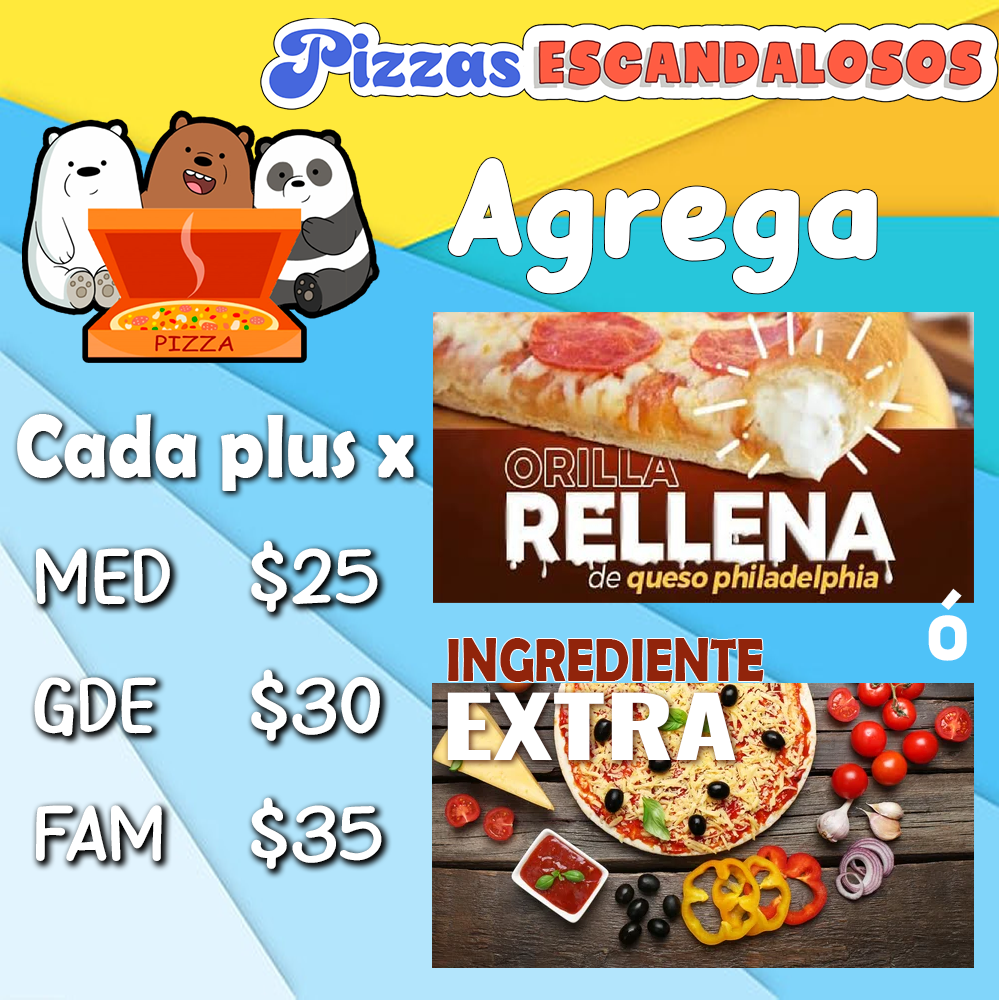 Pizzas ESCANDALOSOS
PIZZA
Agrega
Cada plus x
MED $25
GDE $30
FAM $35
ORILLA
RELLENA
de queso philadelphia
ó
INGREDIENTE
EXTRA